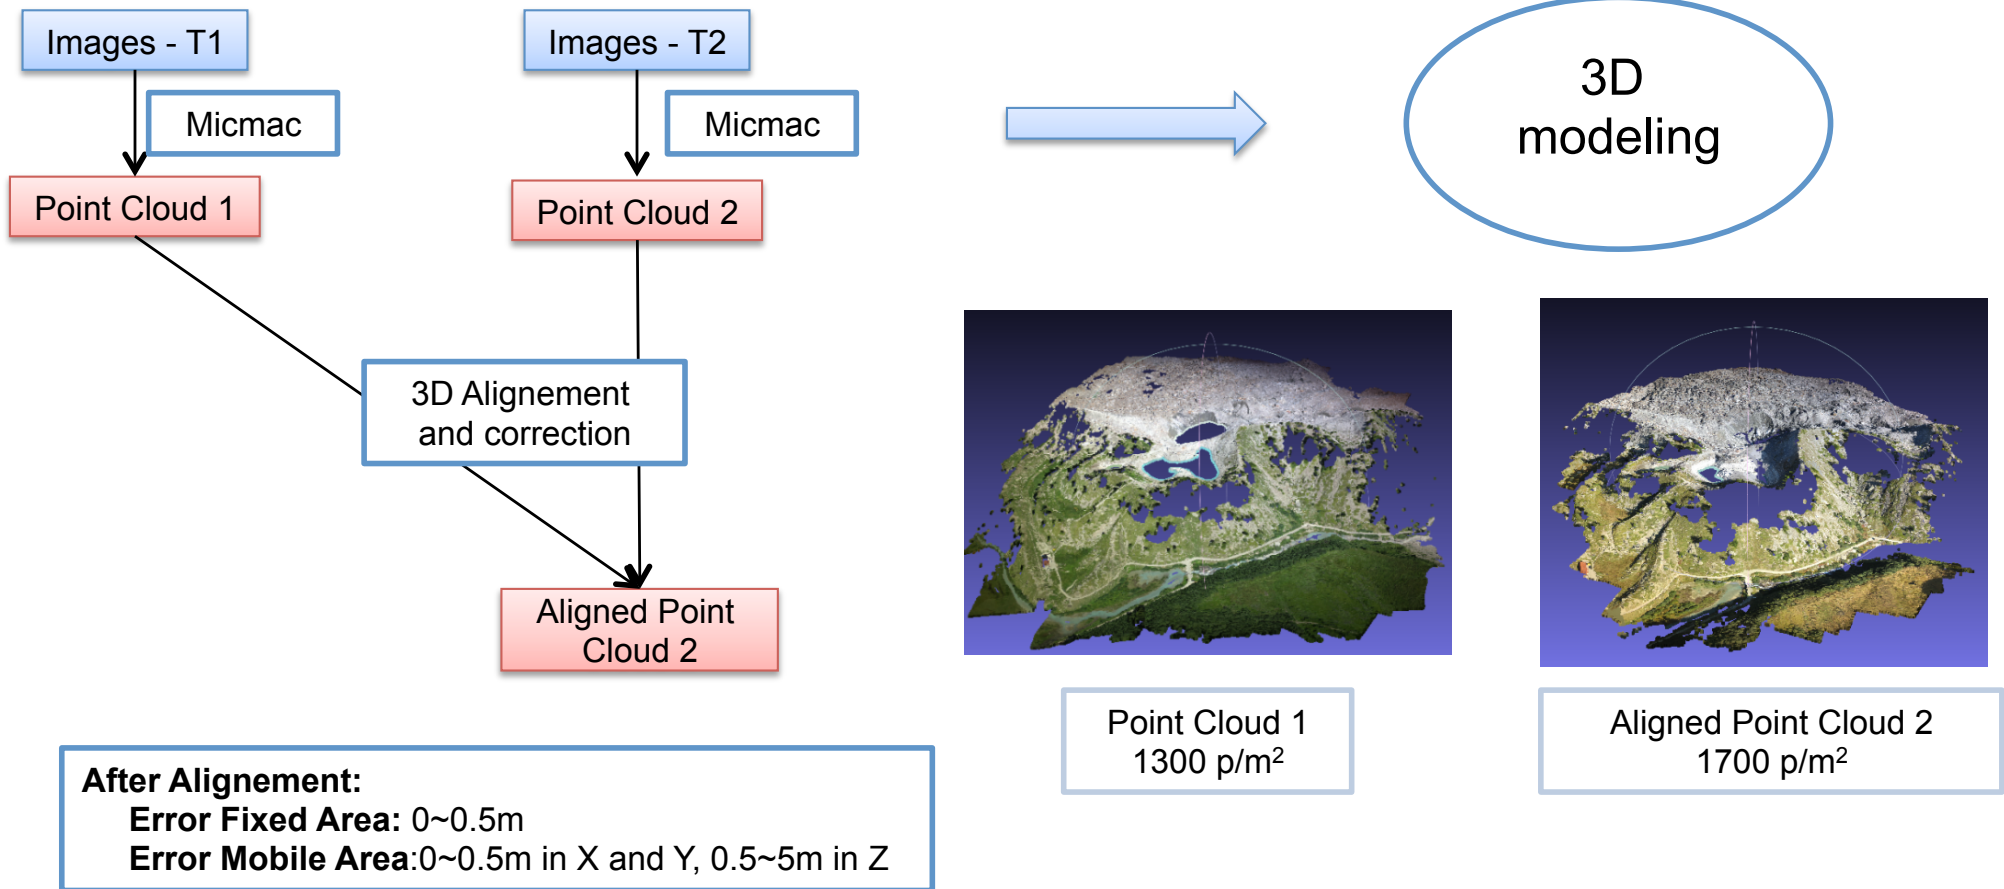 Images - T1
Images - T2
Micmac
Micmac
Point Cloud 1
Point Cloud 2
3D Alignement
and correction
Aligned Point
Cloud 2
After Alignement:
Error Fixed Area: 0~0.5m
Error Mobile Area:0~0.5m in X and Y, 0.5~5m in Z
3D
modeling
Point Cloud 1
1300 p/m²
Aligned Point Cloud 2
1700 p/m²